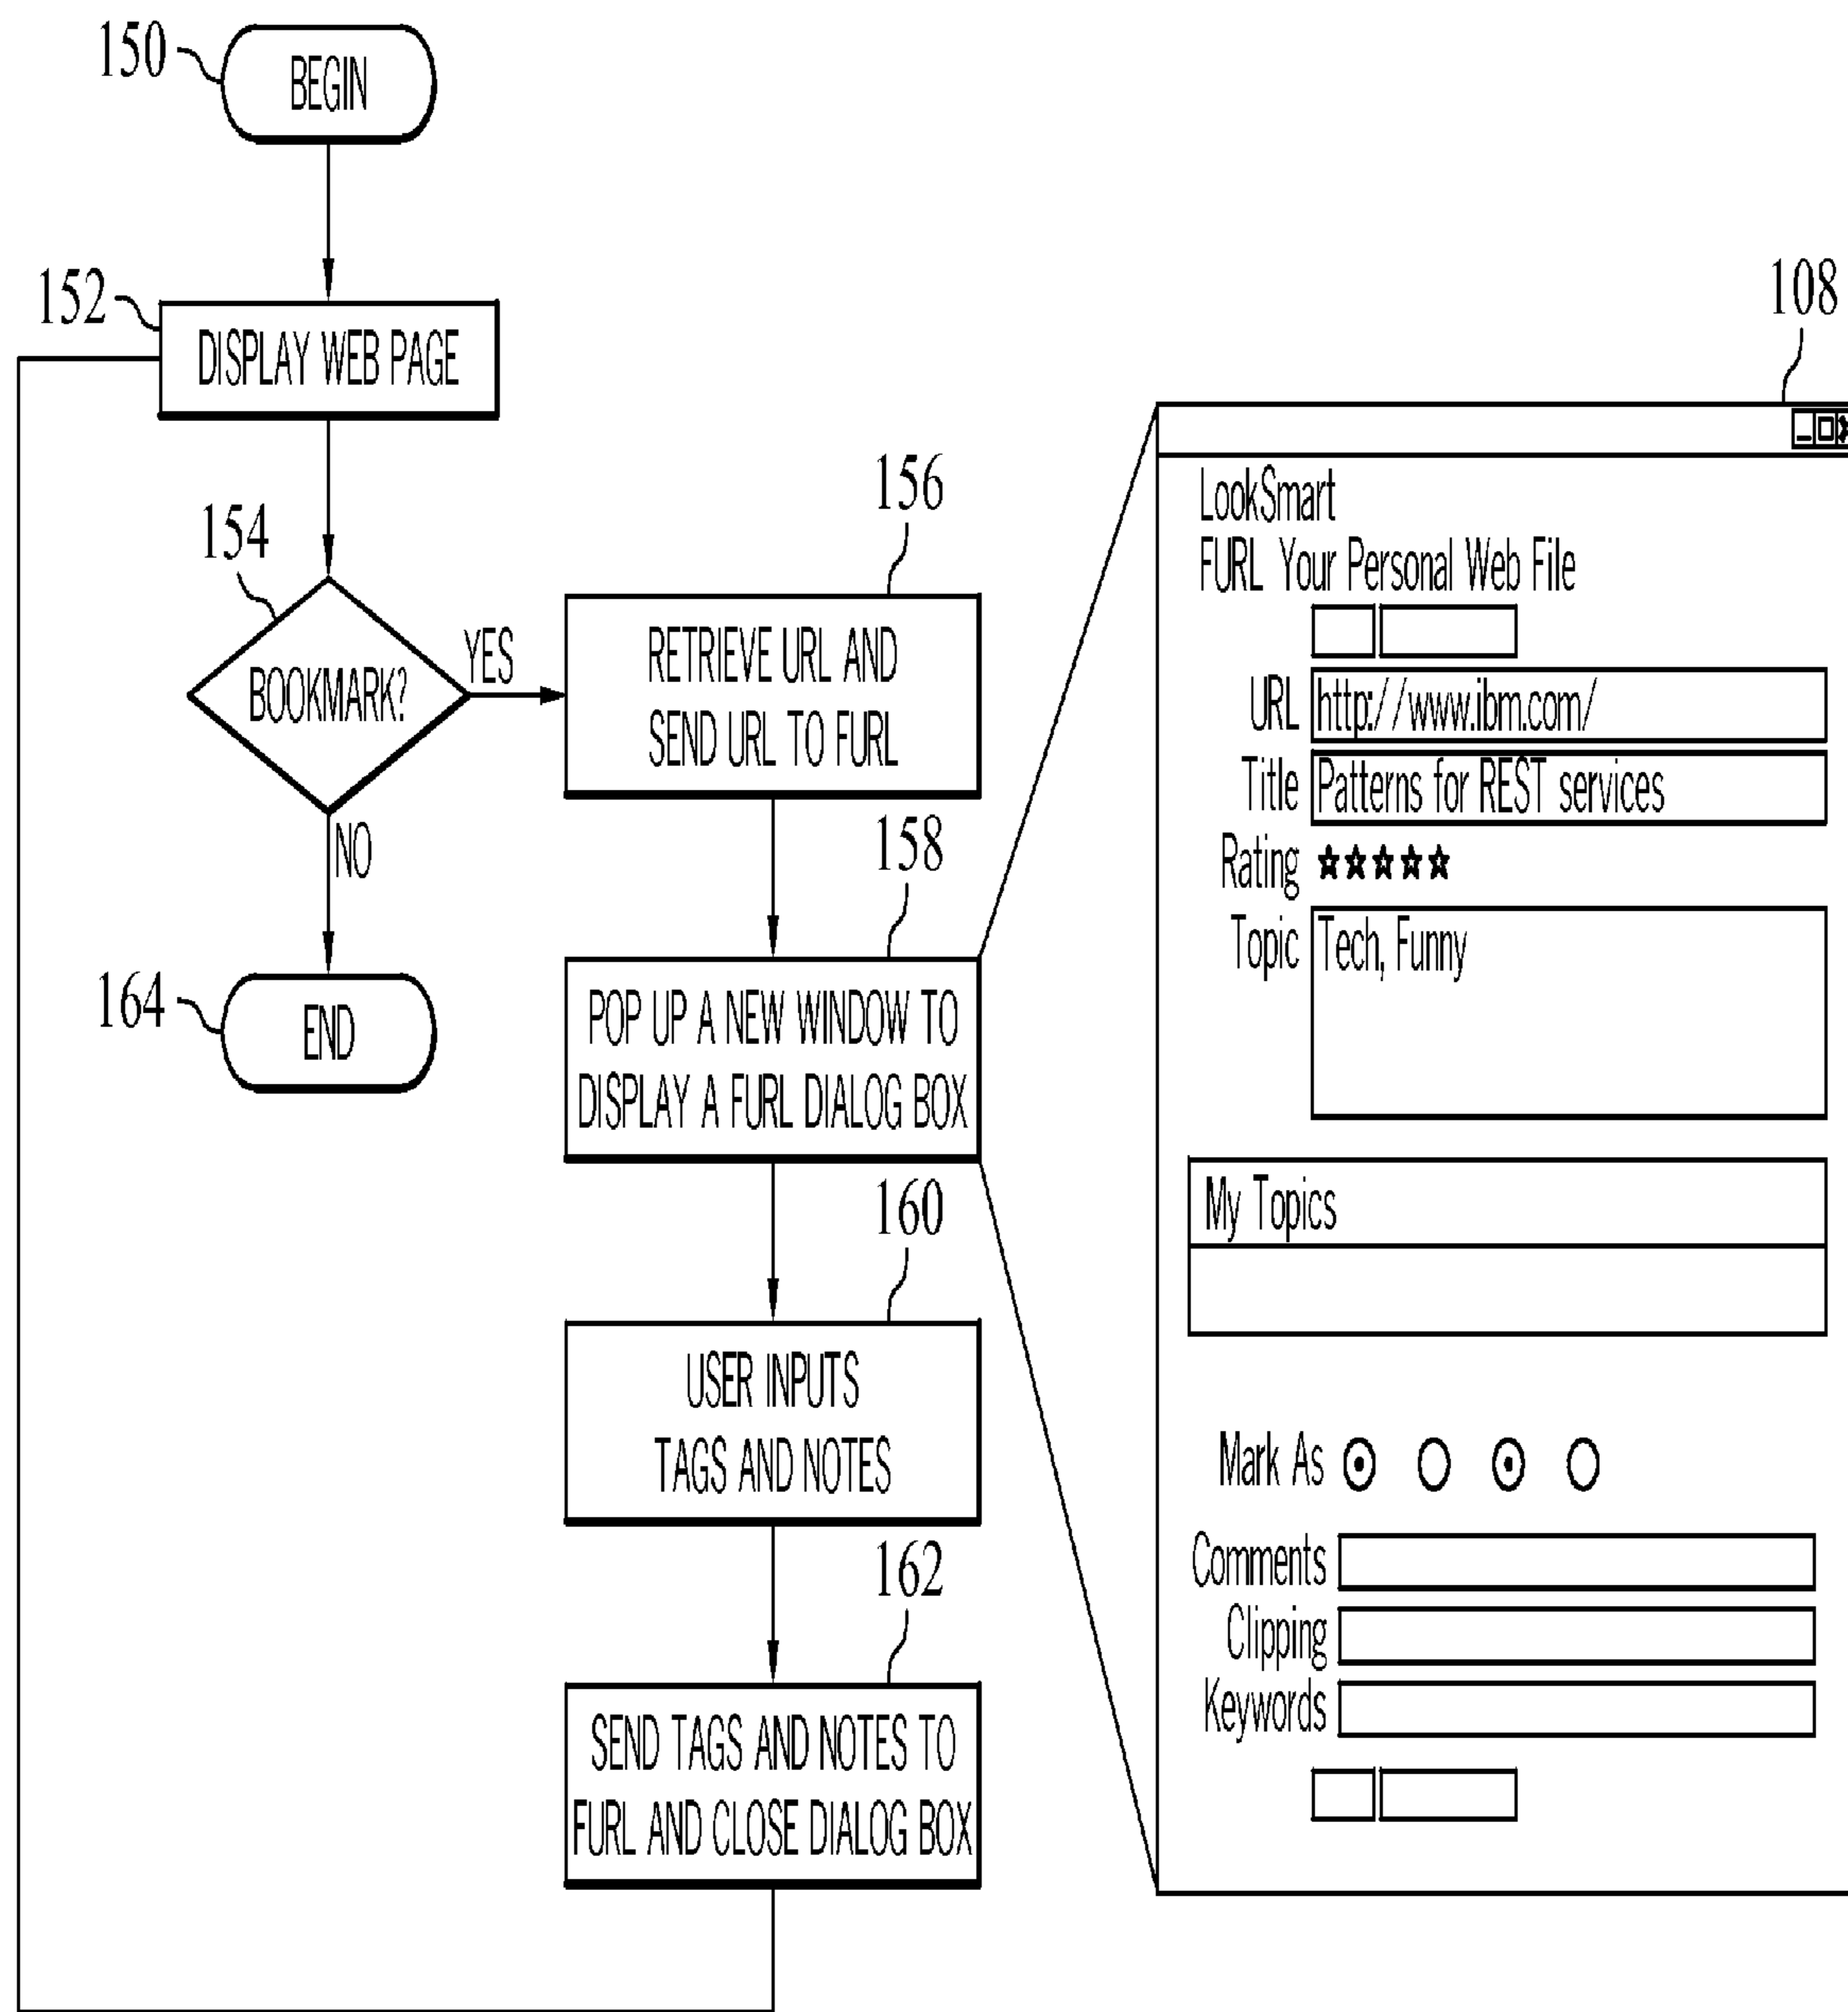 150
BEGIN
152
DISPLAY WEB PAGE
154
BOOKMARK?
YES
NO
164
END
156
RETRIEVE URL AND
SEND URL TO FURL
158
POP UP A NEW WINDOW TO
DISPLAY A FURL DIALOG BOX
160
USER INPUTS
TAGS AND NOTES
162
SEND TAGS AND NOTES TO
FURL AND CLOSE DIALOG BOX
108
LookSmart
FURL Your Personal Web File
URL http://www.ibm.com/
Title Patterns for REST services
Rating
Topic Tech, Funny
My Topics
Mark As
Comments
Clipping
Keywords